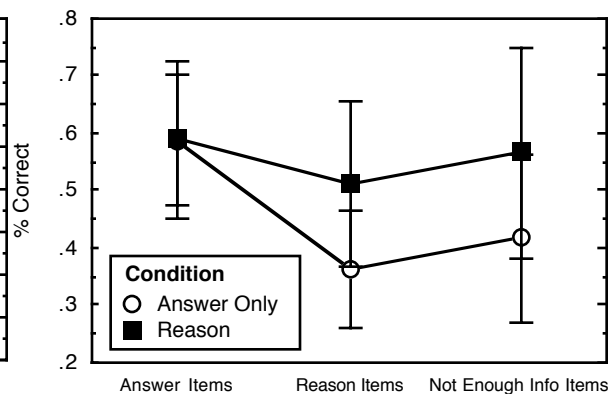 .8
.7
.6
.5
.4
.3
.2
% Correct
Condition
Answer Only
Reason
Answer Items
Reason Items
Not Enough Info Items